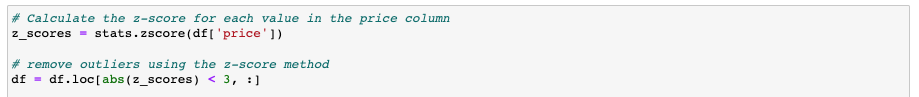 # Calculate the z-score for each value in the price column
z_scores = stats.zscore(df['price'])
# remove outliers using the z-score method
df = df.loc[abs(z_scores) < 3, :]